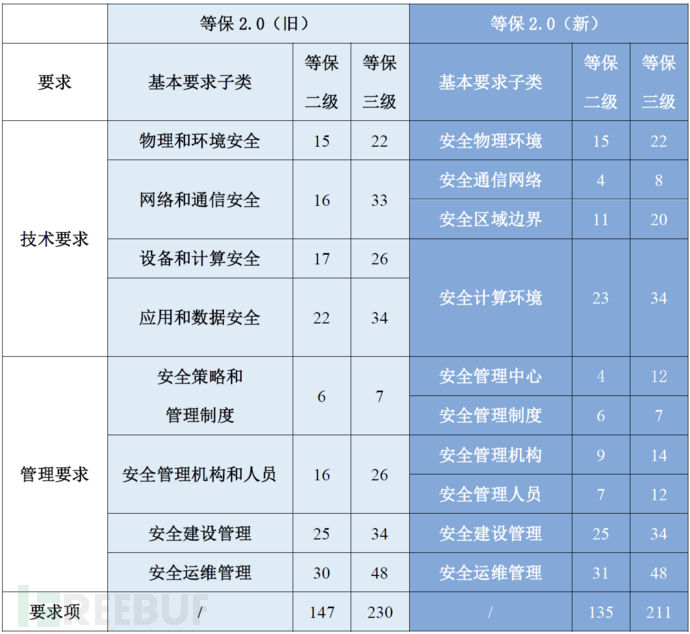 等保 2.0（旧） 等保 2.0（新）
要求 基本要求子类 等保二级 等保三级 基本要求子类 等保二级 等保三级
技术要求 物理和环境安全 15 22 安全物理环境 15 22
网络和通信安全 16 33 安全通信网络 4 8
安全区域边界 11 20
设备和计算安全 17 26 安全计算环境 23 34
应用和数据安全 22 34
管理要求 安全策略和管理制度 6 7 安全管理中心 4 12
安全管理制度 6 7
安全管理机构和人员 16 26 安全管理机构 9 14
安全管理人员 7 12
安全建设管理 25 34 安全建设管理 25 34
安全运维管理 30 48 安全运维管理 31 48
要求项 / 147 230 / 135 211
REEBUF